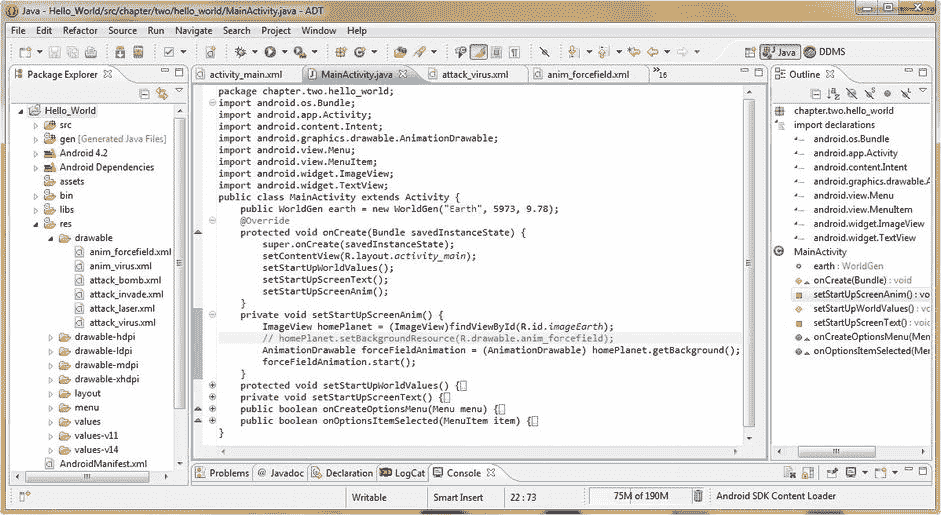 Java - Hello_World/src/chapter/two/hello_world/MainActivity.java - ADT
File Edit Refactor Source Run Navigate Search Project Window Help
Java DDMS
Package Explorer
Hello_World
src
gen [Generated Java Files]
Android 4.2
Android Dependencies
assets
bin
libs
res
drawable
anim_forcefield.xml
anim_virus.xml
attack_bomb.xml
attack_invade.xml
attack_laser.xml
attack_virus.xml
drawable-hdpi
drawable-ldpi
drawable-mdpi
drawable-xhdpi
layout
menu
values
values-v11
values-v14
AndroidManifest.xml
activity_main.xml MainActivity.java attack_virus.xml anim_forcefield.xml »16
package chapter.two.hello_world;
import android.os.Bundle;
import android.app.Activity;
import android.content.Intent;
import android.graphics.drawable.AnimationDrawable;
import android.view.Menu;
import android.view.MenuItem;
import android.widget.ImageView;
import android.widget.TextView;
public class MainActivity extends Activity {
public WorldGen earth = new WorldGen("Earth", 5973, 9.78);
@Override
protected void onCreate(Bundle savedInstanceState) {
super.onCreate(savedInstanceState);
setContentView(R.layout.activity_main);
setStartUpWorldValues();
setStartUpScreenText();
setStartUpScreenAnim();
}
private void setStartUpScreenAnim() {
ImageView homePlanet = (ImageView)findViewById(R.id.imageEarth);
// homePlanet.setBackgroundResource(R.drawable.anim_forcefield);
AnimationDrawable forceFieldAnimation = (AnimationDrawable) homePlanet.getBackground();
forceFieldAnimation.start();
}
protected void setStartUpWorldValues() {
private void setStartUpScreenText() {
public boolean onCreateOptionsMenu(Menu menu) {
public boolean onOptionsItemSelected(MenuItem item) {
}
Outline
chapter.two.hello_world
import declarations
android.os.Bundle
android.app.Activity
android.content.Intent
android.graphics.drawable.A
android.view.Menu
android.view.MenuItem
android.widget.ImageView
android.widget.TextView
MainActivity
earth : WorldGen
onCreate(Bundle) : void
setStartUpScreenAnim() : vo
setStartUpWorldValues() : v
setStartUpScreenText() : voi
onCreateOptionsMenu(Men
onOptionsItemSelected(Mer
Problems @ Javadoc Declaration LogCat Console
Writable Smart Insert 22 : 73 75M of 190M Android SDK Content Loader